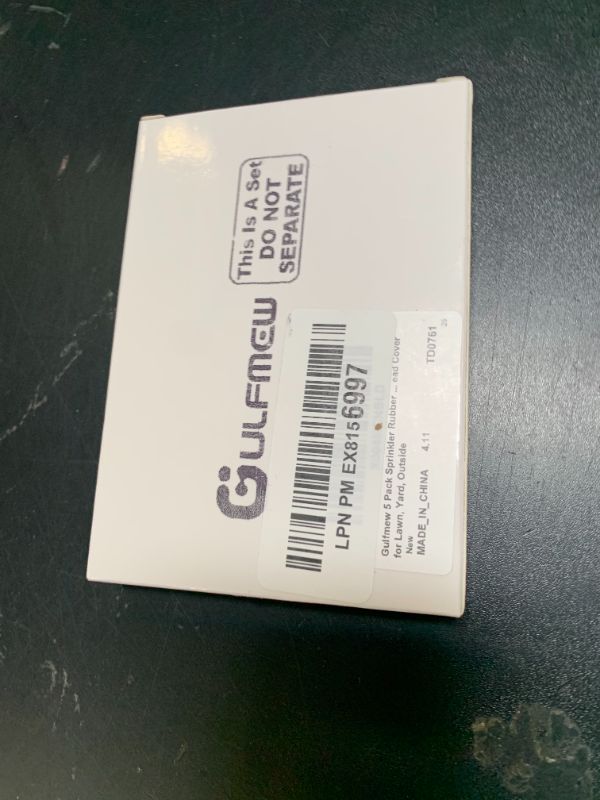 This Is A Set
DO NOT
SEPARATE
GULFMEW
LPN PM EX8156997
Gulfmew 5 Pack Sprinkler Rubber ... ead Cover
for Lawn, Yard, Outside
New
MADE_IN_CHINA 4.11 TD0761